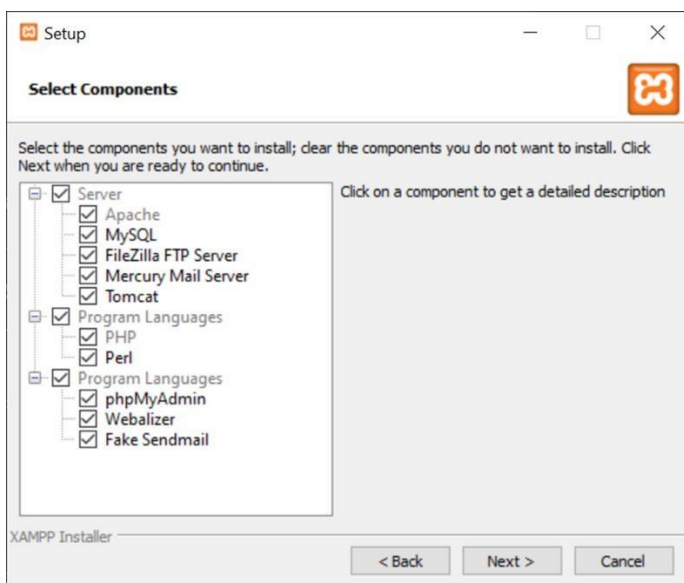 Setup
Select Components
Select the components you want to install; clear the components you do not want to install. Click
Next when you are ready to continue.
Server
Apache
MySQL
FileZilla FTP Server
Mercury Mail Server
Tomcat
Program Languages
PHP
Perl
Program Languages
phpMyAdmin
Webalizer
Fake Sendmail
Click on a component to get a detailed description
XAMPP Installer
< Back
Next >
Cancel